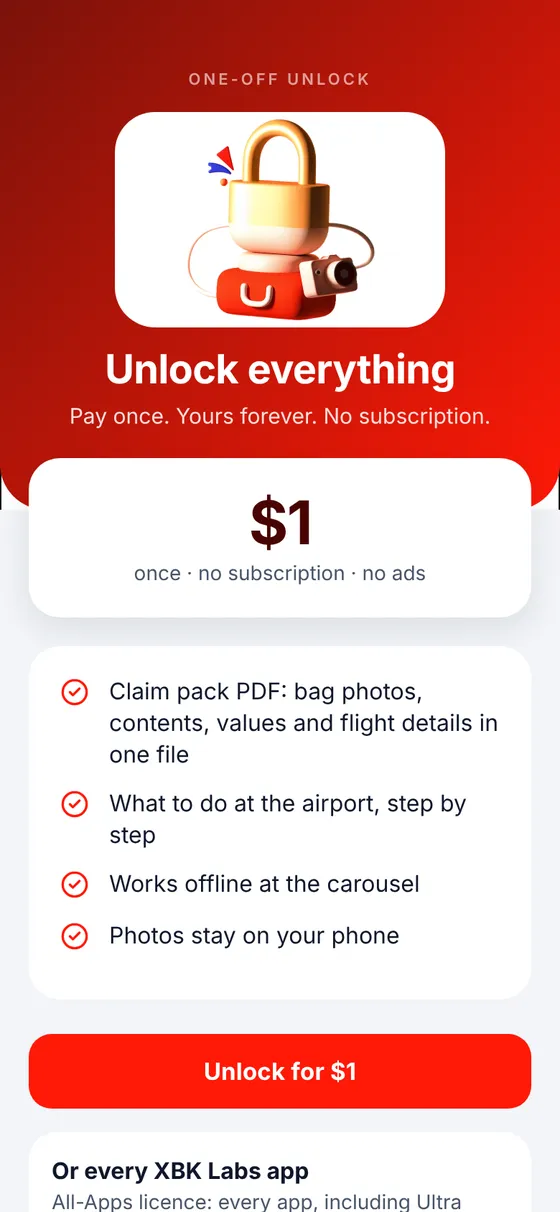 ONE-OFF UNLOCK
Unlock everything
Pay once. Yours forever. No subscription.
$1
once · no subscription · no ads
Claim pack PDF: bag photos,
contents, values and flight details in
one file
What to do at the airport, step by
step
Works offline at the carousel
Photos stay on your phone
Unlock for $1
Or every XBK Labs app
All-Apps licence: every app, including Ultra